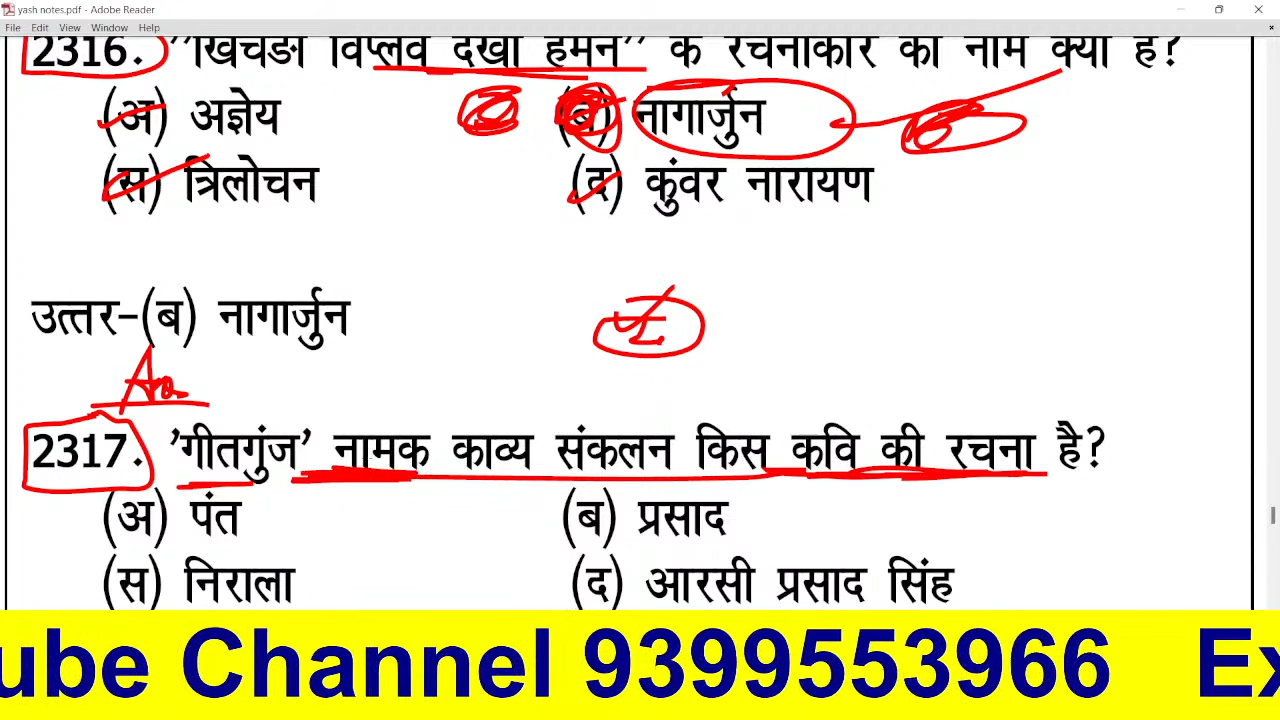 yash notes.pdf - Adobe Reader
File Edit View Window Help
2316. "खिचड़ी विप्लव देखा हमने" के रचनाकार का नाम क्या है?
(अ) अज्ञेय (ब) नागार्जुन
(स) त्रिलोचन (द) कुंवर नारायण
उत्तर-(ब) नागार्जुन
2317. 'गीतगुंज' नामक काव्य संकलन किस कवि की रचना है?
(अ) पंत (ब) प्रसाद
(स) निराला (द) आरसी प्रसाद सिंह
ube Channel 9399553966 Ex